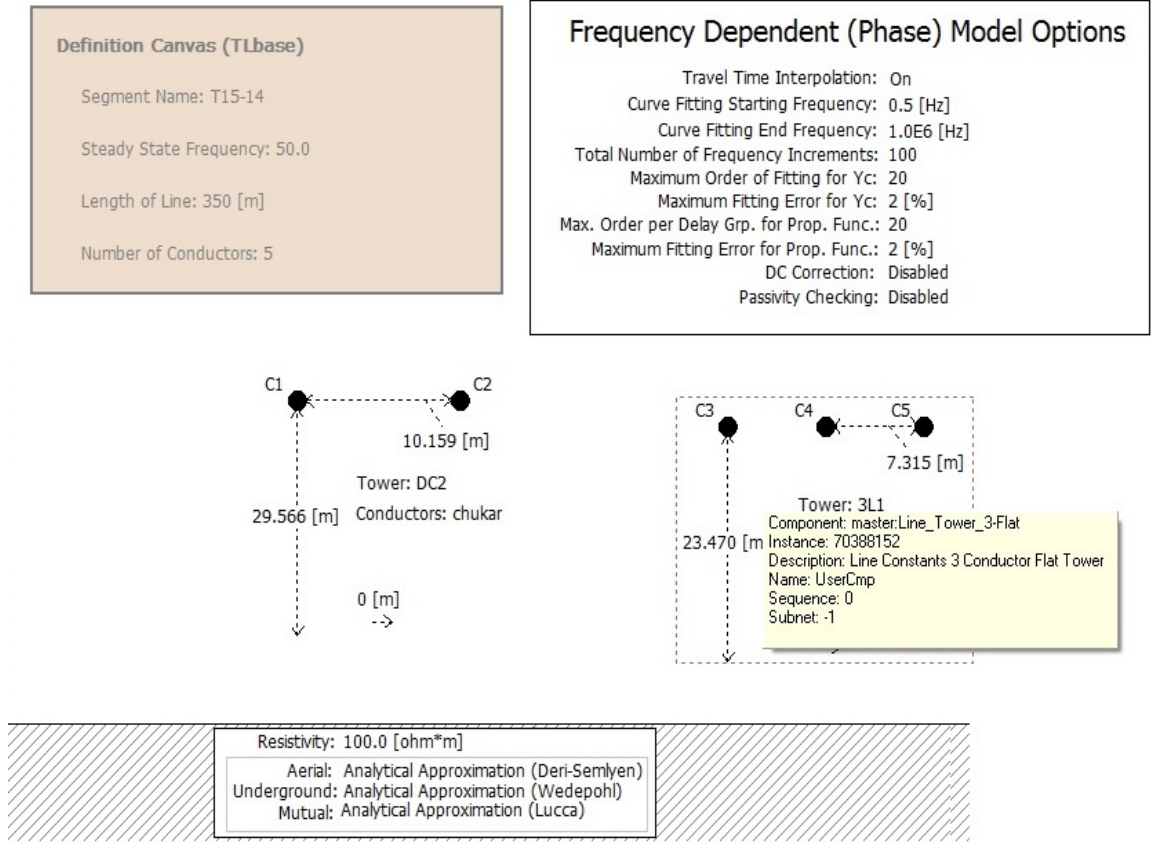 Definition Canvas (TLbase)
Segment Name: T15-14
Steady State Frequency: 50.0
Length of Line: 350 [m]
Number of Conductors: 5
Frequency Dependent (Phase) Model Options
Travel Time Interpolation: On
Curve Fitting Starting Frequency: 0.5 [Hz]
Curve Fitting End Frequency: 1.0E6 [Hz]
Total Number of Frequency Increments: 100
Maximum Order of Fitting for Yc: 20
Maximum Fitting Error for Yc: 2 [%]
Max. Order per Delay Grp. for Prop. Func.: 20
Maximum Fitting Error for Prop. Func.: 2 [%]
DC Correction: Disabled
Passivity Checking: Disabled
C1
C2
10.159 [m]
Tower: DC2
29.566 [m]
Conductors: chukar
0 [m]
C3
C4
C5
7.315 [m]
Tower: 3L1
23.470 [m
Component: master:Line_Tower_3-Flat
Instance: 70388152
Description: Line Constants 3 Conductor Flat Tower
Name: UserCmp
Sequence: 0
Subnet: -1
Resistivity: 100.0 [ohm*m]
Aerial: Analytical Approximation (Deri-Semlyen)
Underground: Analytical Approximation (Wedepohl)
Mutual: Analytical Approximation (Lucca)